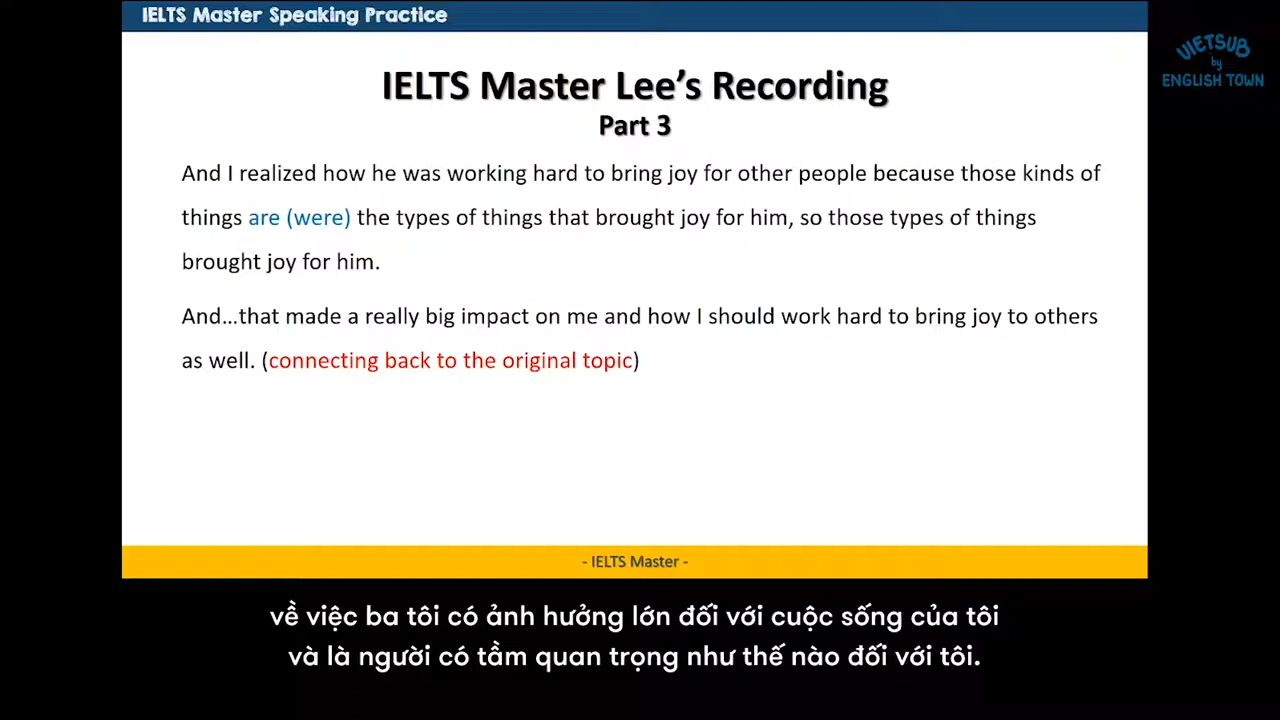 IELTS Master Speaking Practice
VIETSUB
by
ENGLISH TOWN
IELTS Master Lee's Recording
Part 3
And I realized how he was working hard to bring joy for other people because those kinds of
things are (were) the types of things that brought joy for him, so those types of things
brought joy for him.
And…that made a really big impact on me and how I should work hard to bring joy to others
as well. (connecting back to the original topic)
- IELTS Master -
về việc ba tôi có ảnh hưởng lớn đối với cuộc sống của tôi
và là người có tầm quan trọng như thế nào đối với tôi.